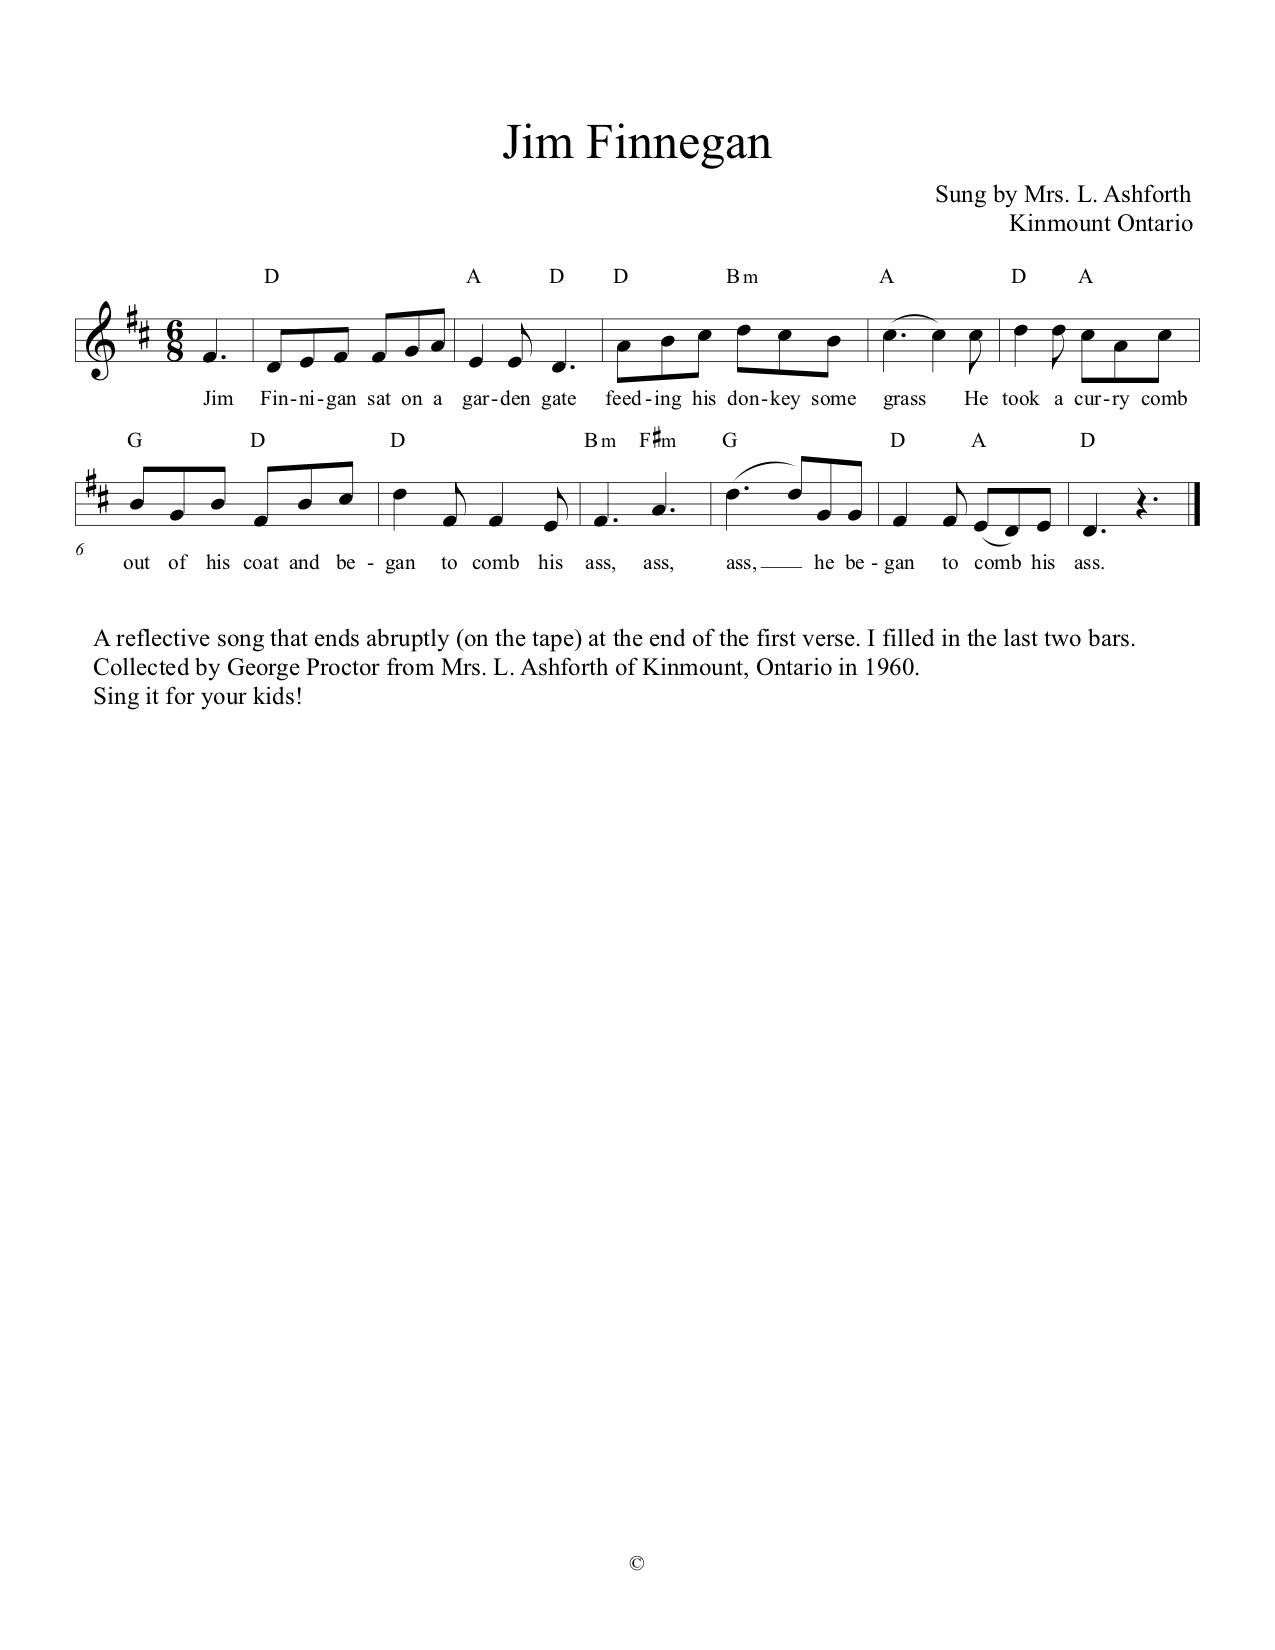 Jim Finnegan
Sung by Mrs. L. Ashforth
Kinmount Ontario
D A D D Bm A D A
6
8
Jim Fin-ni-gan sat on a gar-den gate feed-ing his don-key some grass He took a cur-ry comb
G D D Bm F♯m G D A D
6
out of his coat and be - gan to comb his ass, ass, ass, he be - gan to comb his ass.
A reflective song that ends abruptly (on the tape) at the end of the first verse. I filled in the last two bars.
Collected by George Proctor from Mrs. L. Ashforth of Kinmount, Ontario in 1960.
Sing it for your kids!
©